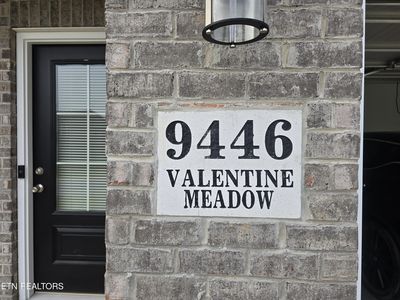 9446
VALENTINE
MEADOW
ETN REALTORS